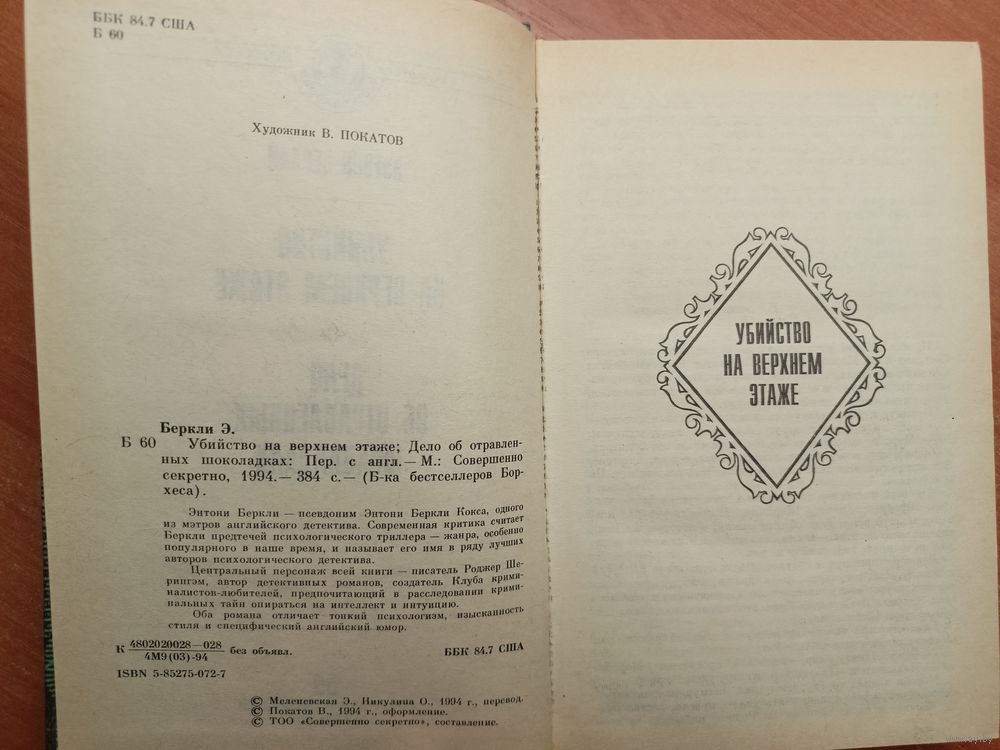 ББК 84.7 США
Б 60
Художник В. ПОКАТОВ
Беркли Э.
Б 60 Убийство на верхнем этаже; Дело об отравлен-
ных шоколадках: Пер. с англ.— М.: Совершенно
секретно, 1994.— 384 с.— (Б-ка бестселлеров Бор-
хеса).
Энтони Беркли — псевдоним Энтони Беркли Кокса, одного
из мэтров английского детектива. Современная критика считает
Беркли предтечей психологического триллера — жанра, особенно
популярного в наше время, и называет его имя в ряду лучших
авторов психологического детектива.
Центральный персонаж всей книги — писатель Роджер Ше-
рингэм, автор детективных романов, создатель Клуба крими-
налистов-любителей, предпочитающий в расследовании крими-
нальных тайн опираться на интеллект и интуицию.
Оба романа отличает тонкий психологизм, изысканность
стиля и специфический английский юмор.
К 4802020028—028
4М9(03)-94 без объявл.
ББК 84.7 США
ISBN 5-85275-072-7
© Меленевская Э., Никулина О., 1994 г., перевод.
© Покатов В., 1994 г., оформление.
© ТОО «Совершенно секретно», составление.
УБИЙСТВО
НА ВЕРХНЕМ
ЭТАЖЕ